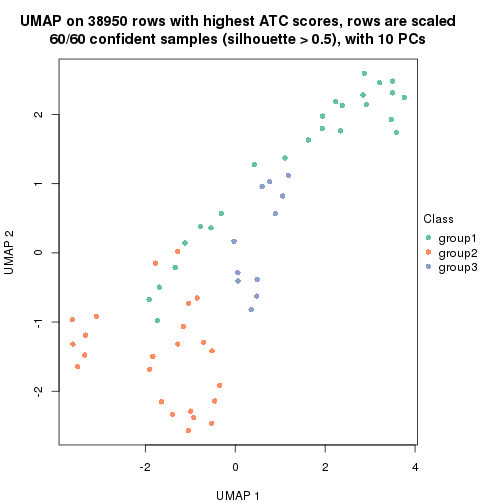 UMAP on 38950 rows with highest ATC scores, rows are scaled
60/60 confident samples (silhouette > 0.5), with 10 PCs
2
1
0
-1
-2
UMAP 2
-2
0
2
4
UMAP 1
Class
group1
group2
group3